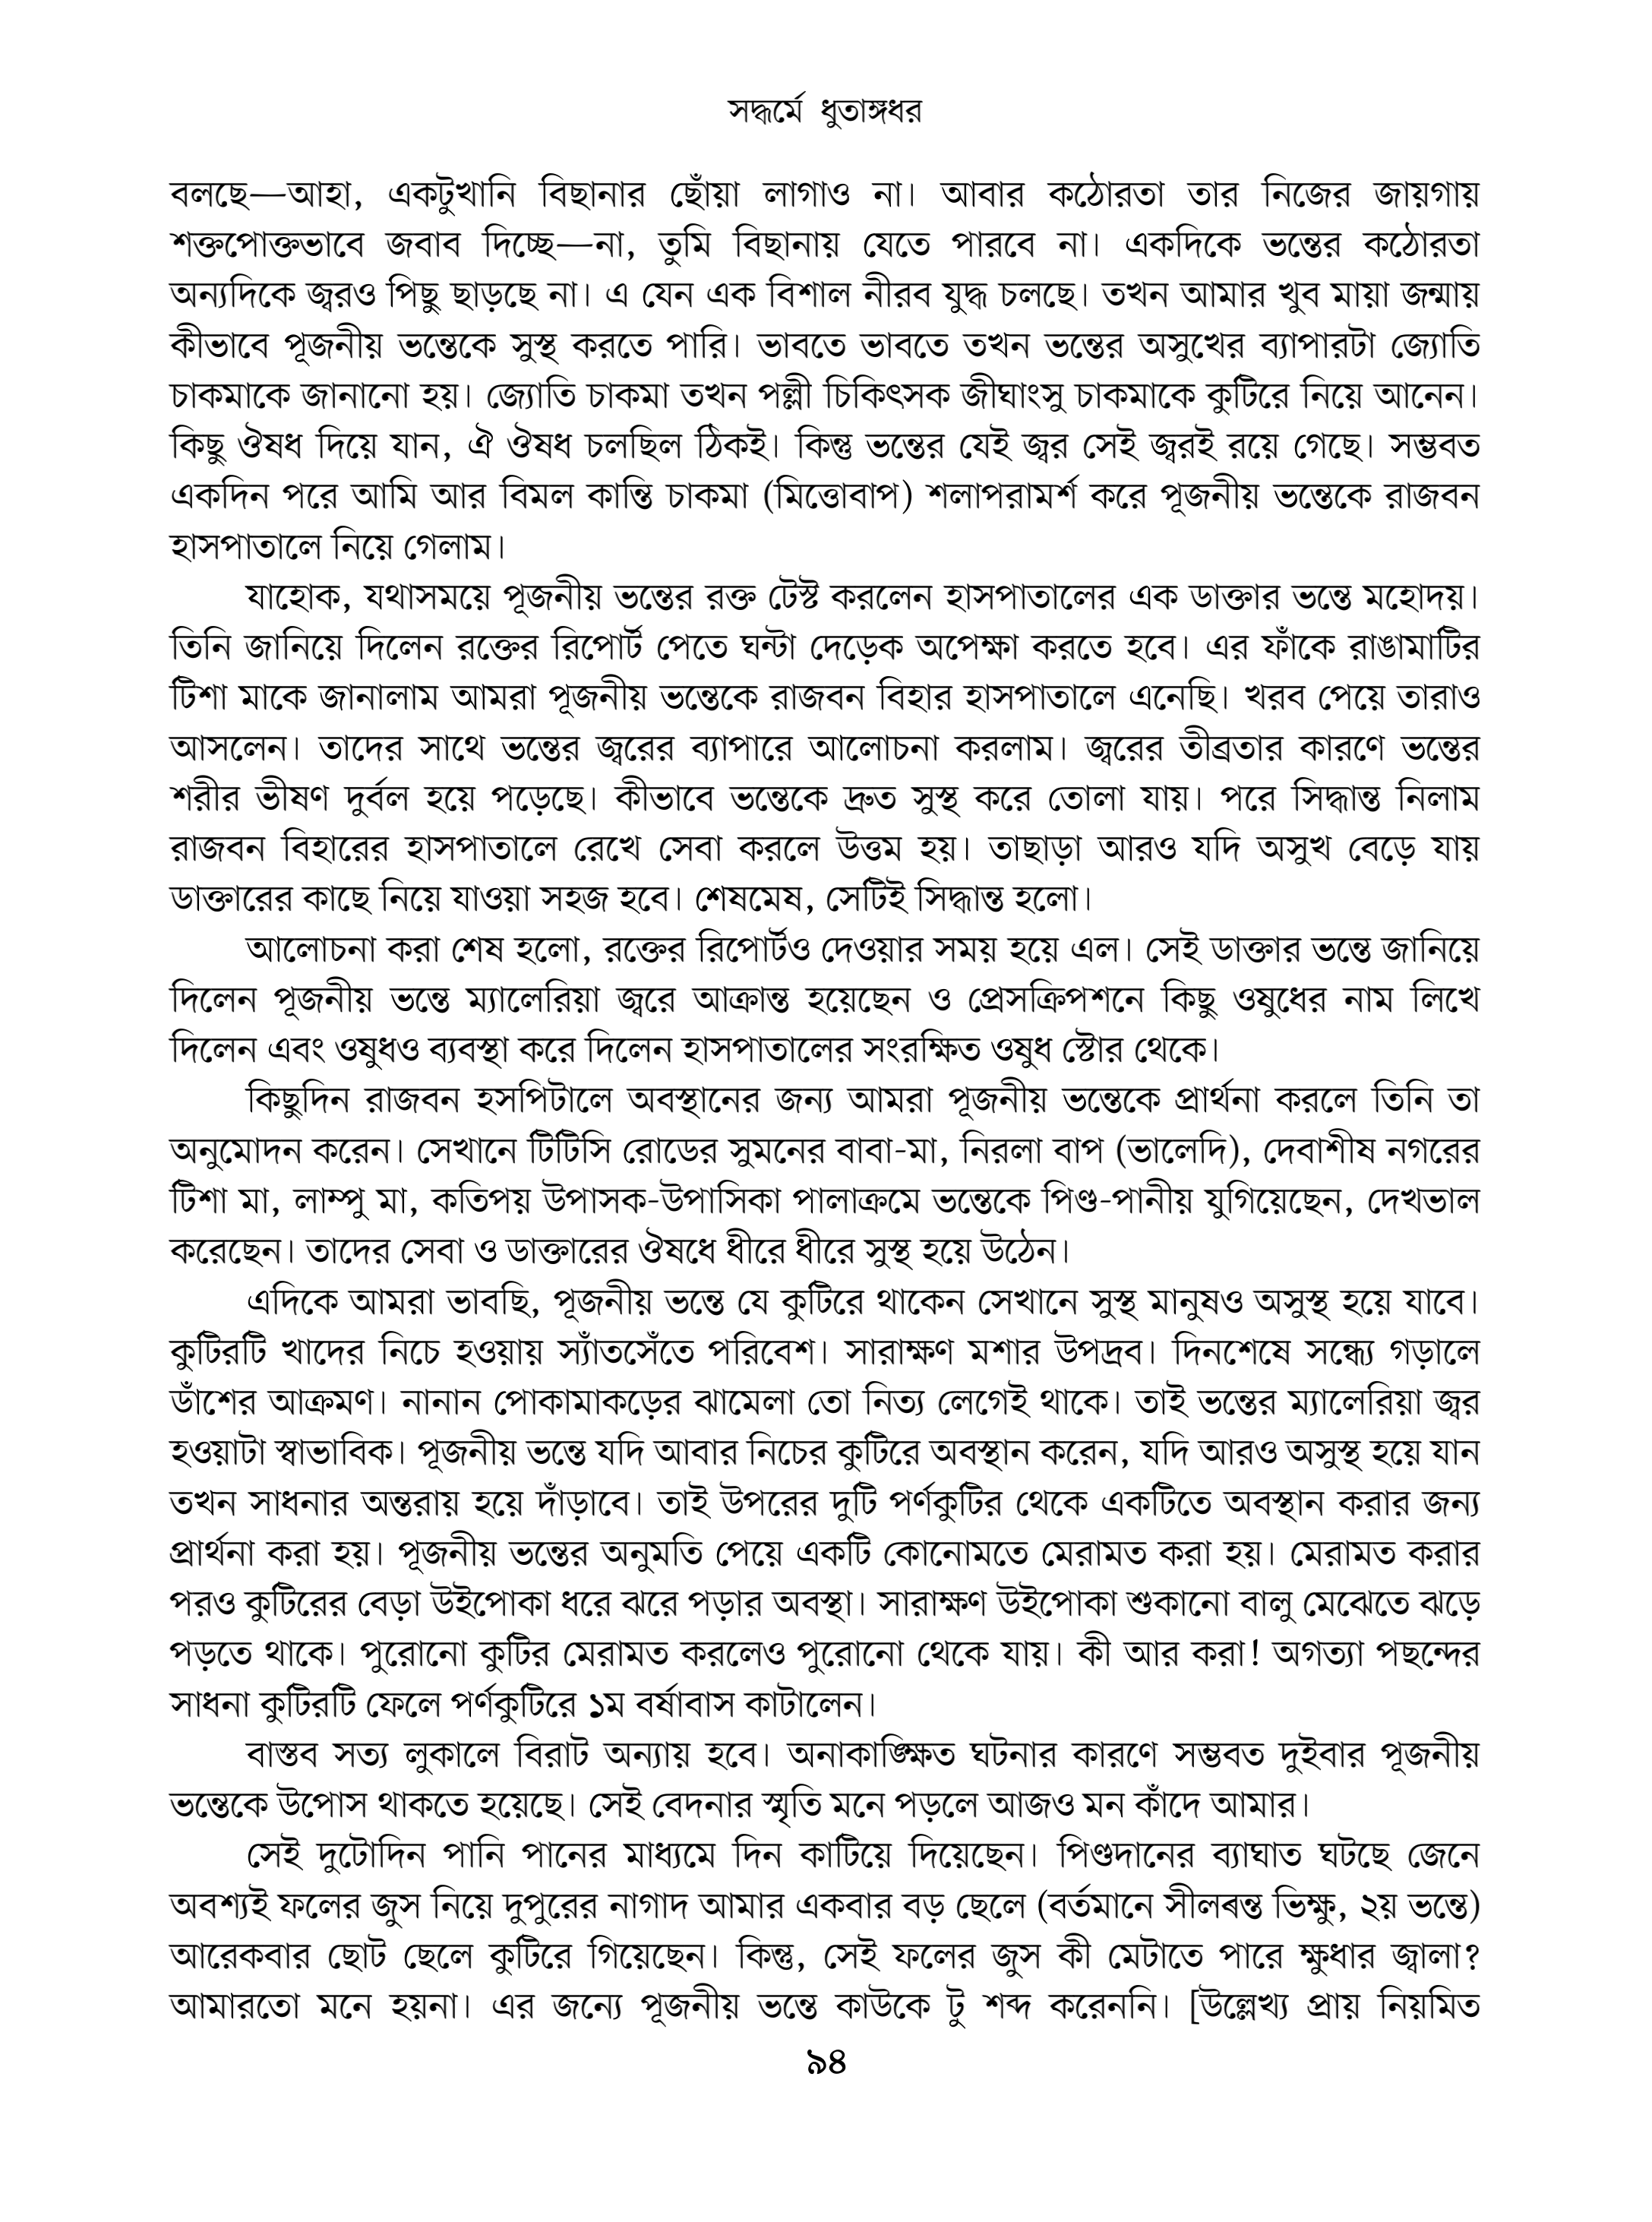 সদ্ধর্মে ধুতাঙ্গধর
বলছে—আহা, একটুখানি বিছানার ছোঁয়া লাগাও না। আবার কঠোরতা তার নিজের জায়গায়
শক্তপোক্তভাবে জবাব দিচ্ছে—না, তুমি বিছানায় যেতে পারবে না। একদিকে ভন্তের কঠোরতা
অন্যদিকে জ্বরও পিছু ছাড়ছে না। এ যেন এক বিশাল নীরব যুদ্ধ চলছে। তখন আমার খুব মায়া জন্মায়
কীভাবে পূজনীয় ভন্তেকে সুস্থ করতে পারি। ভাবতে ভাবতে তখন ভন্তের অসুখের ব্যাপারটা জ্যোতি
চাকমাকে জানানো হয়। জ্যোতি চাকমা তখন পল্লী চিকিৎসক জীঘাংসু চাকমাকে কুটিরে নিয়ে আনেন।
কিছু ঔষধ দিয়ে যান, ঐ ঔষধ চলছিল ঠিকই। কিন্তু ভন্তের যেই জ্বর সেই জ্বরই রয়ে গেছে। সম্ভবত
একদিন পরে আমি আর বিমল কান্তি চাকমা (মিত্তোবাপ) শলাপরামর্শ করে পূজনীয় ভন্তেকে রাজবন
হাসপাতালে নিয়ে গেলাম।
যাহোক, যথাসময়ে পূজনীয় ভন্তের রক্ত টেস্ট করলেন হাসপাতালের এক ডাক্তার ভন্তে মহোদয়।
তিনি জানিয়ে দিলেন রক্তের রিপোর্ট পেতে ঘন্টা দেড়েক অপেক্ষা করতে হবে। এর ফাঁকে রাঙামাটির
টিশা মাকে জানালাম আমরা পূজনীয় ভন্তেকে রাজবন বিহার হাসপাতালে এনেছি। খরব পেয়ে তারাও
আসলেন। তাদের সাথে ভন্তের জ্বরের ব্যাপারে আলোচনা করলাম। জ্বরের তীব্রতার কারণে ভন্তের
শরীর ভীষণ দুর্বল হয়ে পড়েছে। কীভাবে ভন্তেকে দ্রুত সুস্থ করে তোলা যায়। পরে সিদ্ধান্ত নিলাম
রাজবন বিহারের হাসপাতালে রেখে সেবা করলে উত্তম হয়। তাছাড়া আরও যদি অসুখ বেড়ে যায়
ডাক্তারের কাছে নিয়ে যাওয়া সহজ হবে। শেষমেষ, সেটিই সিদ্ধান্ত হলো।
আলোচনা করা শেষ হলো, রক্তের রিপোর্টও দেওয়ার সময় হয়ে এল। সেই ডাক্তার ভন্তে জানিয়ে
দিলেন পূজনীয় ভন্তে ম্যালেরিয়া জ্বরে আক্রান্ত হয়েছেন ও প্রেসক্রিপশনে কিছু ওষুধের নাম লিখে
দিলেন এবং ওষুধও ব্যবস্থা করে দিলেন হাসপাতালের সংরক্ষিত ওষুধ স্টোর থেকে।
কিছুদিন রাজবন হসপিটালে অবস্থানের জন্য আমরা পূজনীয় ভন্তেকে প্রার্থনা করলে তিনি তা
অনুমোদন করেন। সেখানে টিটিসি রোডের সুমনের বাবা-মা, নিরলা বাপ (ভালেদি), দেবাশীষ নগরের
টিশা মা, লাম্পু মা, কতিপয় উপাসক-উপাসিকা পালাক্রমে ভন্তেকে পিণ্ড-পানীয় যুগিয়েছেন, দেখভাল
করেছেন। তাদের সেবা ও ডাক্তারের ঔষধে ধীরে ধীরে সুস্থ হয়ে উঠেন।
এদিকে আমরা ভাবছি, পূজনীয় ভন্তে যে কুটিরে থাকেন সেখানে সুস্থ মানুষও অসুস্থ হয়ে যাবে।
কুটিরটি খাদের নিচে হওয়ায় স্যাঁতসেঁতে পরিবেশ। সারাক্ষণ মশার উপদ্রব। দিনশেষে সন্ধ্যে গড়ালে
ডাঁশের আক্রমণ। নানান পোকামাকড়ের ঝামেলা তো নিত্য লেগেই থাকে। তাই ভন্তের ম্যালেরিয়া জ্বর
হওয়াটা স্বাভাবিক। পূজনীয় ভন্তে যদি আবার নিচের কুটিরে অবস্থান করেন, যদি আরও অসুস্থ হয়ে যান
তখন সাধনার অন্তরায় হয়ে দাঁড়াবে। তাই উপরের দুটি পর্ণকুটির থেকে একটিতে অবস্থান করার জন্য
প্রার্থনা করা হয়। পূজনীয় ভন্তের অনুমতি পেয়ে একটি কোনোমতে মেরামত করা হয়। মেরামত করার
পরও কুটিরের বেড়া উইপোকা ধরে ঝরে পড়ার অবস্থা। সারাক্ষণ উইপোকা শুকানো বালু মেঝেতে ঝড়ে
পড়তে থাকে। পুরোনো কুটির মেরামত করলেও পুরোনো থেকে যায়। কী আর করা! অগত্যা পছন্দের
সাধনা কুটিরটি ফেলে পর্ণকুটিরে ১ম বর্ষাবাস কাটালেন।
বাস্তব সত্য লুকালে বিরাট অন্যায় হবে। অনাকাঙ্ক্ষিত ঘটনার কারণে সম্ভবত দুইবার পূজনীয়
ভন্তেকে উপোস থাকতে হয়েছে। সেই বেদনার স্মৃতি মনে পড়লে আজও মন কাঁদে আমার।
সেই দুটোদিন পানি পানের মাধ্যমে দিন কাটিয়ে দিয়েছেন। পিণ্ডদানের ব্যাঘাত ঘটছে জেনে
অবশ্যই ফলের জুস নিয়ে দুপুরের নাগাদ আমার একবার বড় ছেলে (বর্তমানে সীলৰন্ত ভিক্ষু, ২য় ভন্তে)
আরেকবার ছোট ছেলে কুটিরে গিয়েছেন। কিন্তু, সেই ফলের জুস কী মেটাতে পারে ক্ষুধার জ্বালা?
আমারতো মনে হয়না। এর জন্যে পূজনীয় ভন্তে কাউকে টু শব্দ করেননি। [উল্লেখ্য প্রায় নিয়মিত
৯৪